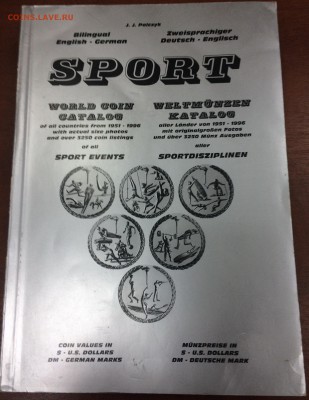 COINS.LAVE.RU
J. J. Paiszys
Bilingual
English - German
Zweisprachiger
Deutsch - Englisch
SPORT
WORLD COIN
CATALOG
of all countries from 1951 - 1996
with actual size photos
and over 3250 coin listings
of all
SPORT EVENTS
WELTMÜNZEN
KATALOG
aller Länder von 1951 - 1996
mit originalgroßen Fotos
und über 3250 Münz Ausgaben
aller
SPORTDISZIPLINEN
COIN VALUES IN
$ - U.S. DOLLARS
DM - GERMAN MARKS
MÜNZPREISE IN
$ - U.S. DOLLARS
DM - DEUTSCHE MARK